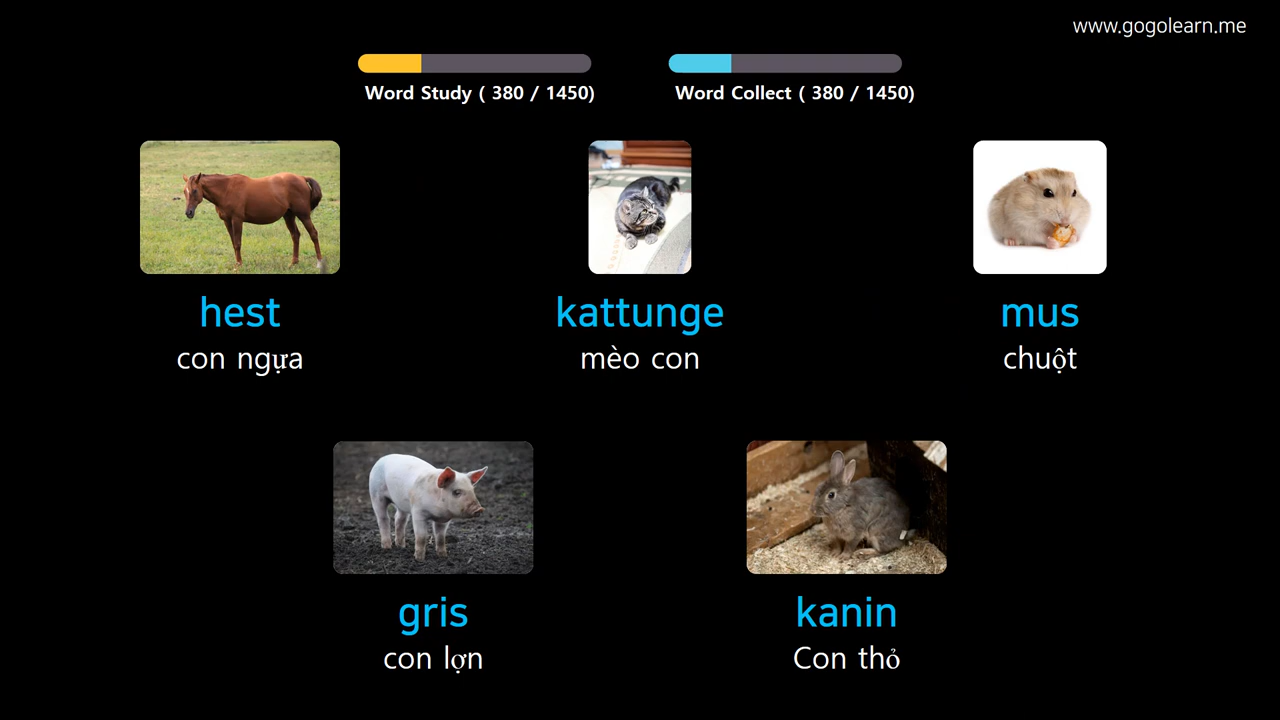 www.gogolearn.me
Word Study ( 380 / 1450)
Word Collect ( 380 / 1450)
hest
kattunge
mus
con ngựa
mèo con
chuột
gris
kanin
con lợn
Con thỏ